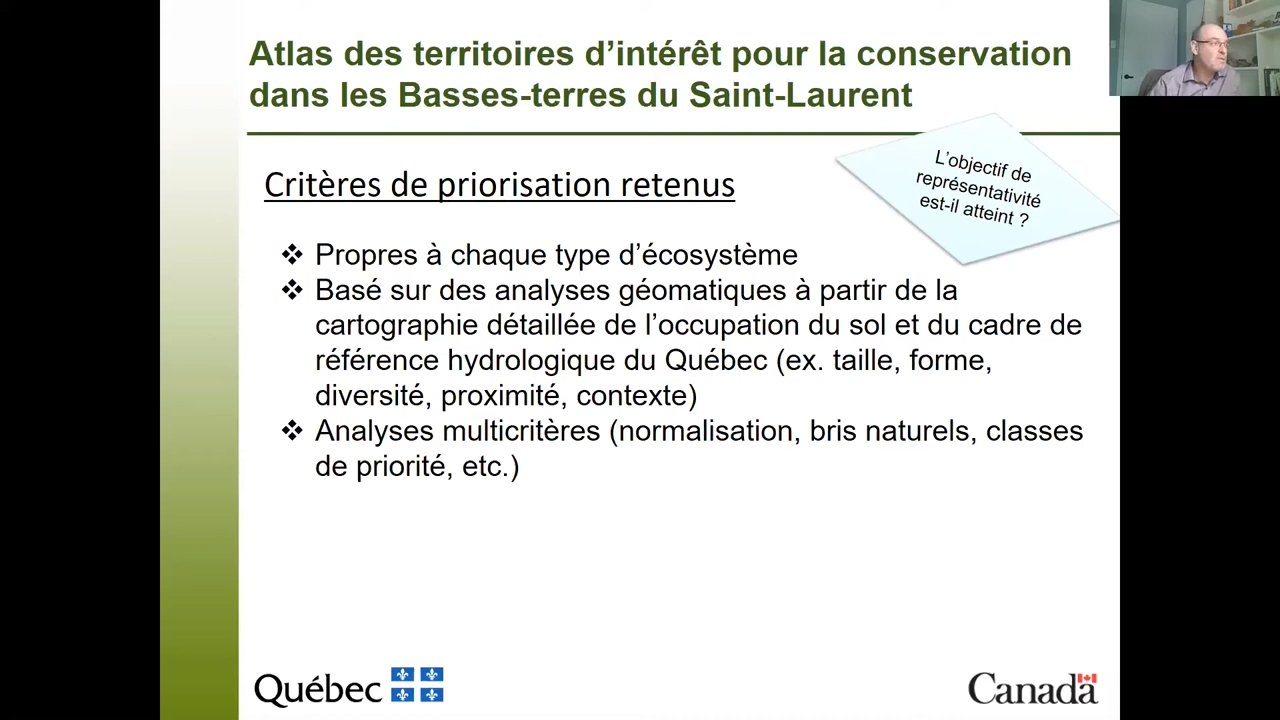 Atlas des territoires d’intérêt pour la conservation
dans les Basses-terres du Saint-Laurent
L’objectif de
représentativité
est-il atteint ?
Critères de priorisation retenus
❖ Propres à chaque type d’écosystème
❖ Basé sur des analyses géomatiques à partir de la
cartographie détaillée de l’occupation du sol et du cadre de
référence hydrologique du Québec (ex. taille, forme,
diversité, proximité, contexte)
❖ Analyses multicritères (normalisation, bris naturels, classes
de priorité, etc.)
Québec
Canada